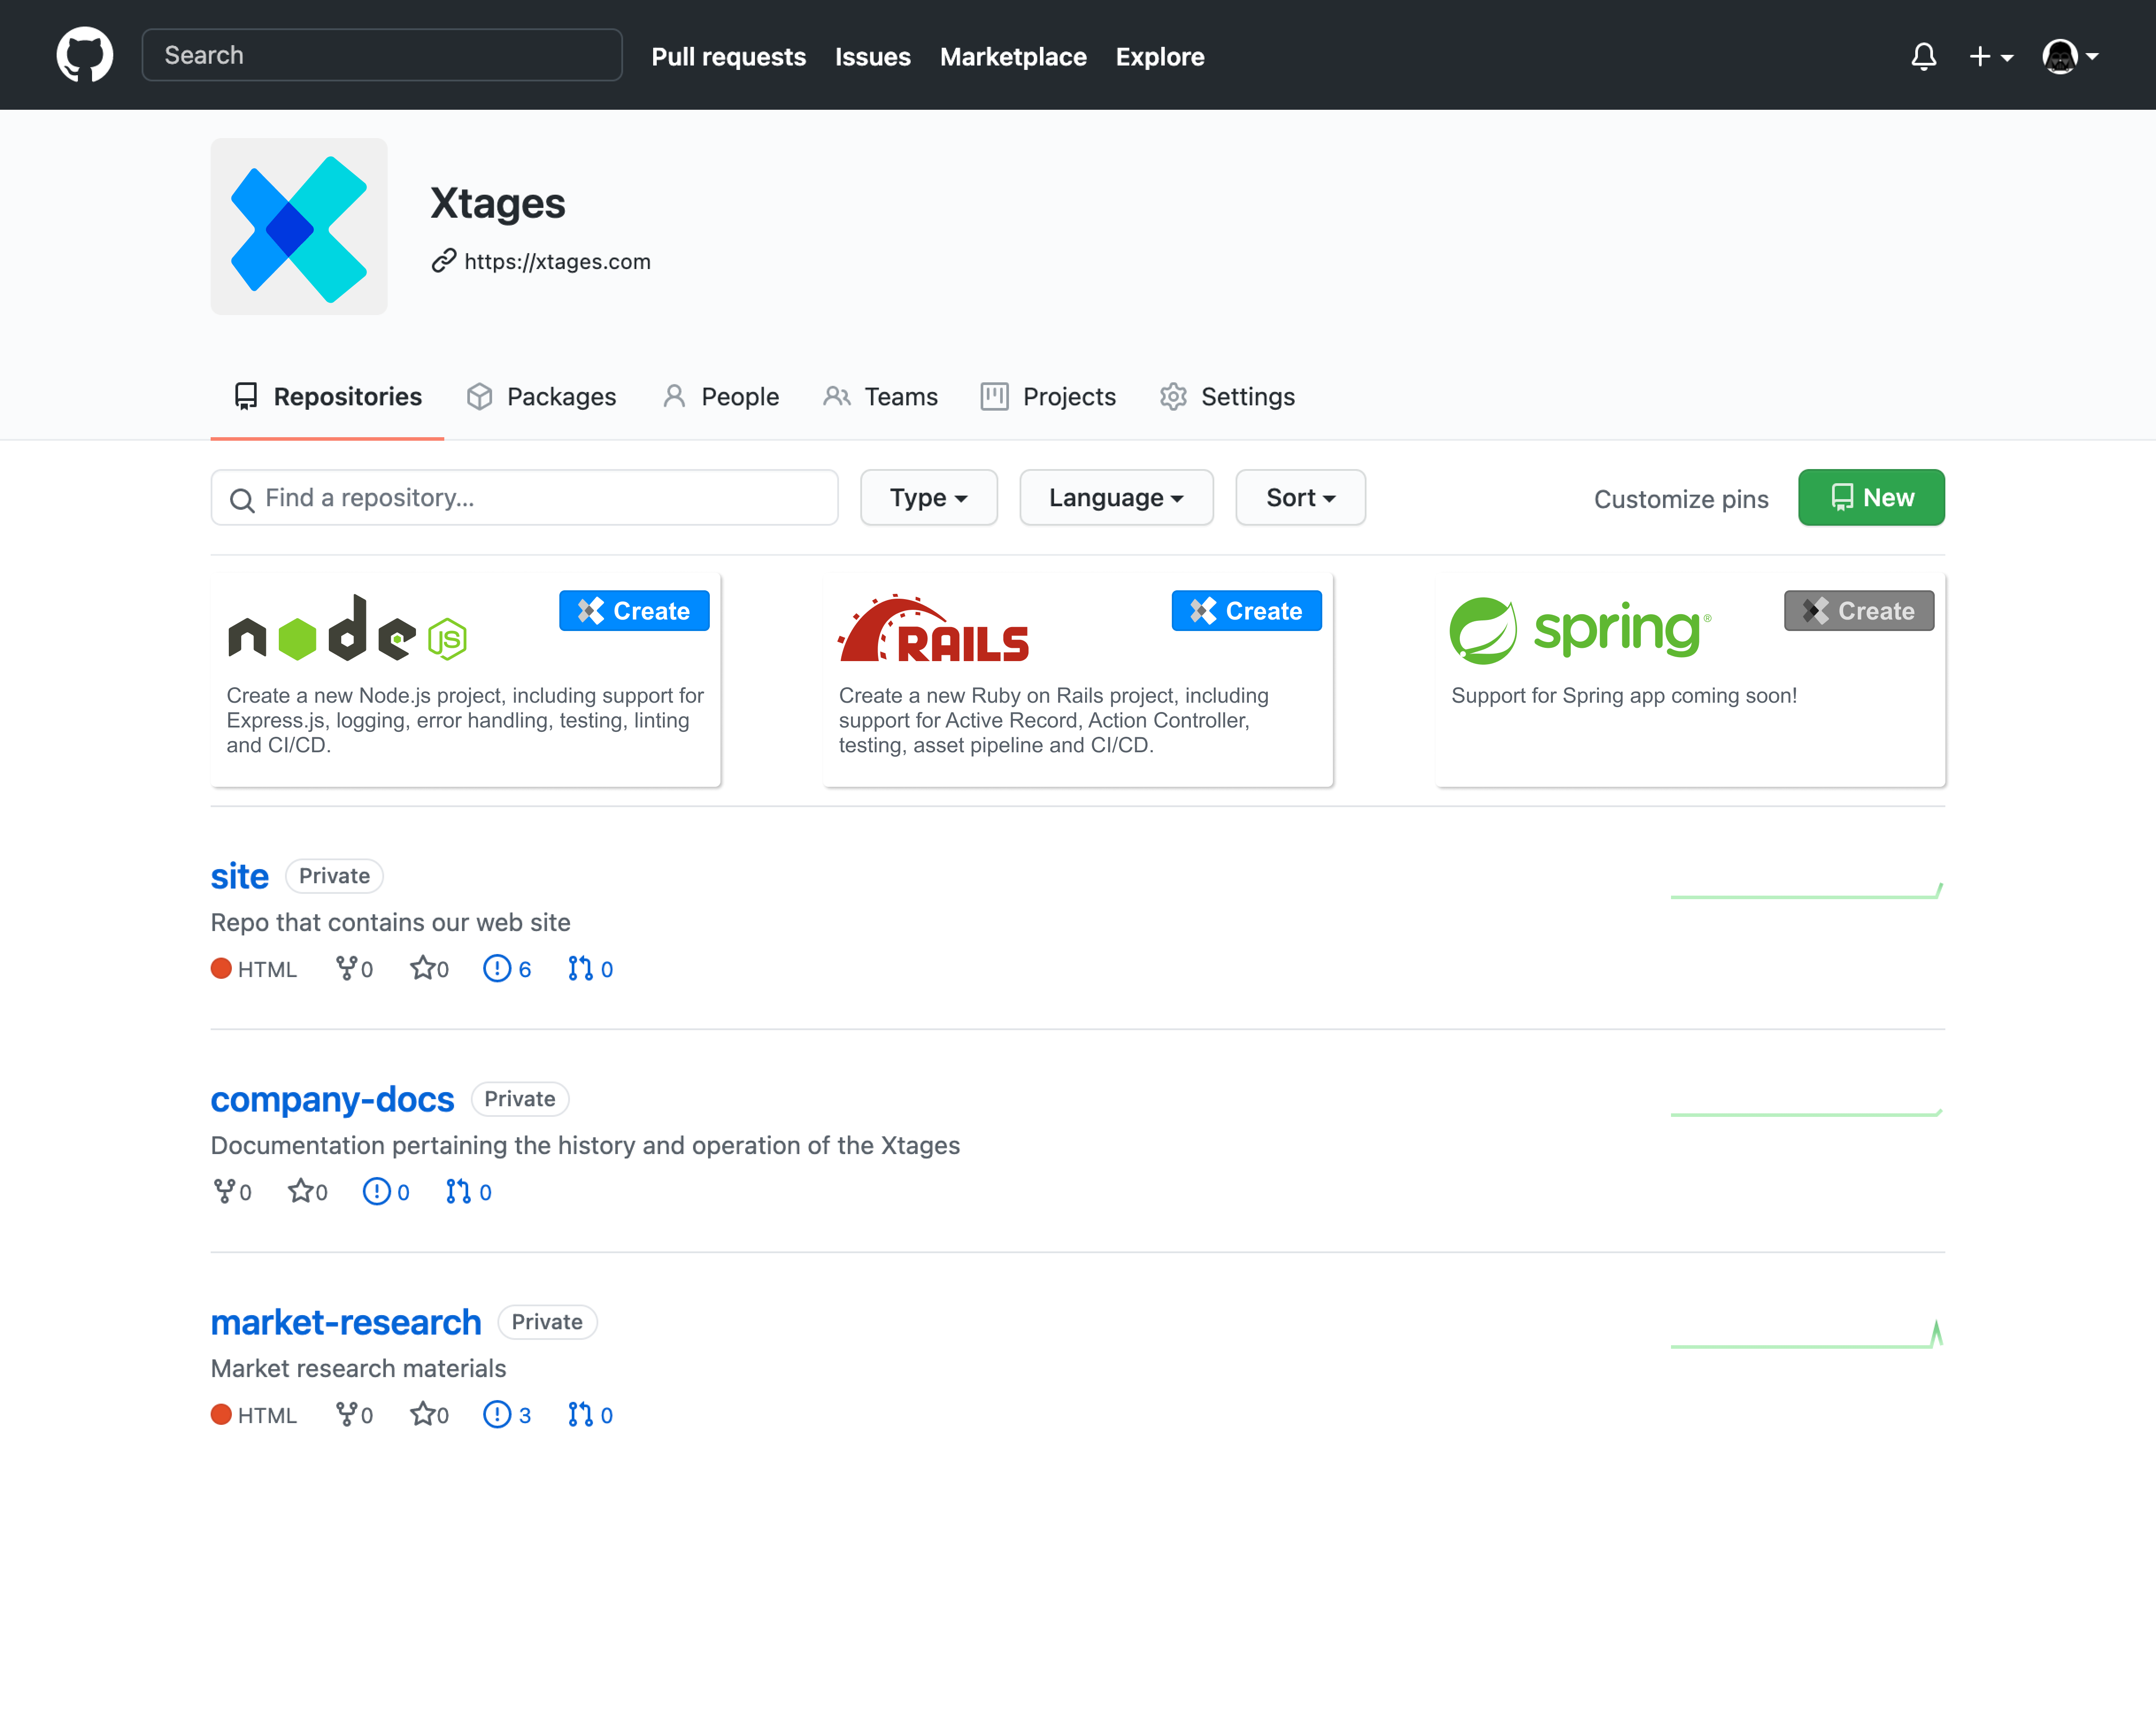 Search
Pull requests Issues Marketplace Explore
Xtages
https://xtages.com
Repositories Packages People Teams Projects Settings
Find a repository... Type Language Sort Customize pins New
node JS Create
Create a new Node.js project, including support for
Express.js, logging, error handling, testing, linting
and CI/CD.
RAILS Create
Create a new Ruby on Rails project, including
support for Active Record, Action Controller,
testing, asset pipeline and CI/CD.
spring® Create
Support for Spring app coming soon!
site Private
Repo that contains our web site
HTML 0 0 6 0
company-docs Private
Documentation pertaining the history and operation of the Xtages
0 0 0 0
market-research Private
Market research materials
HTML 0 0 3 0